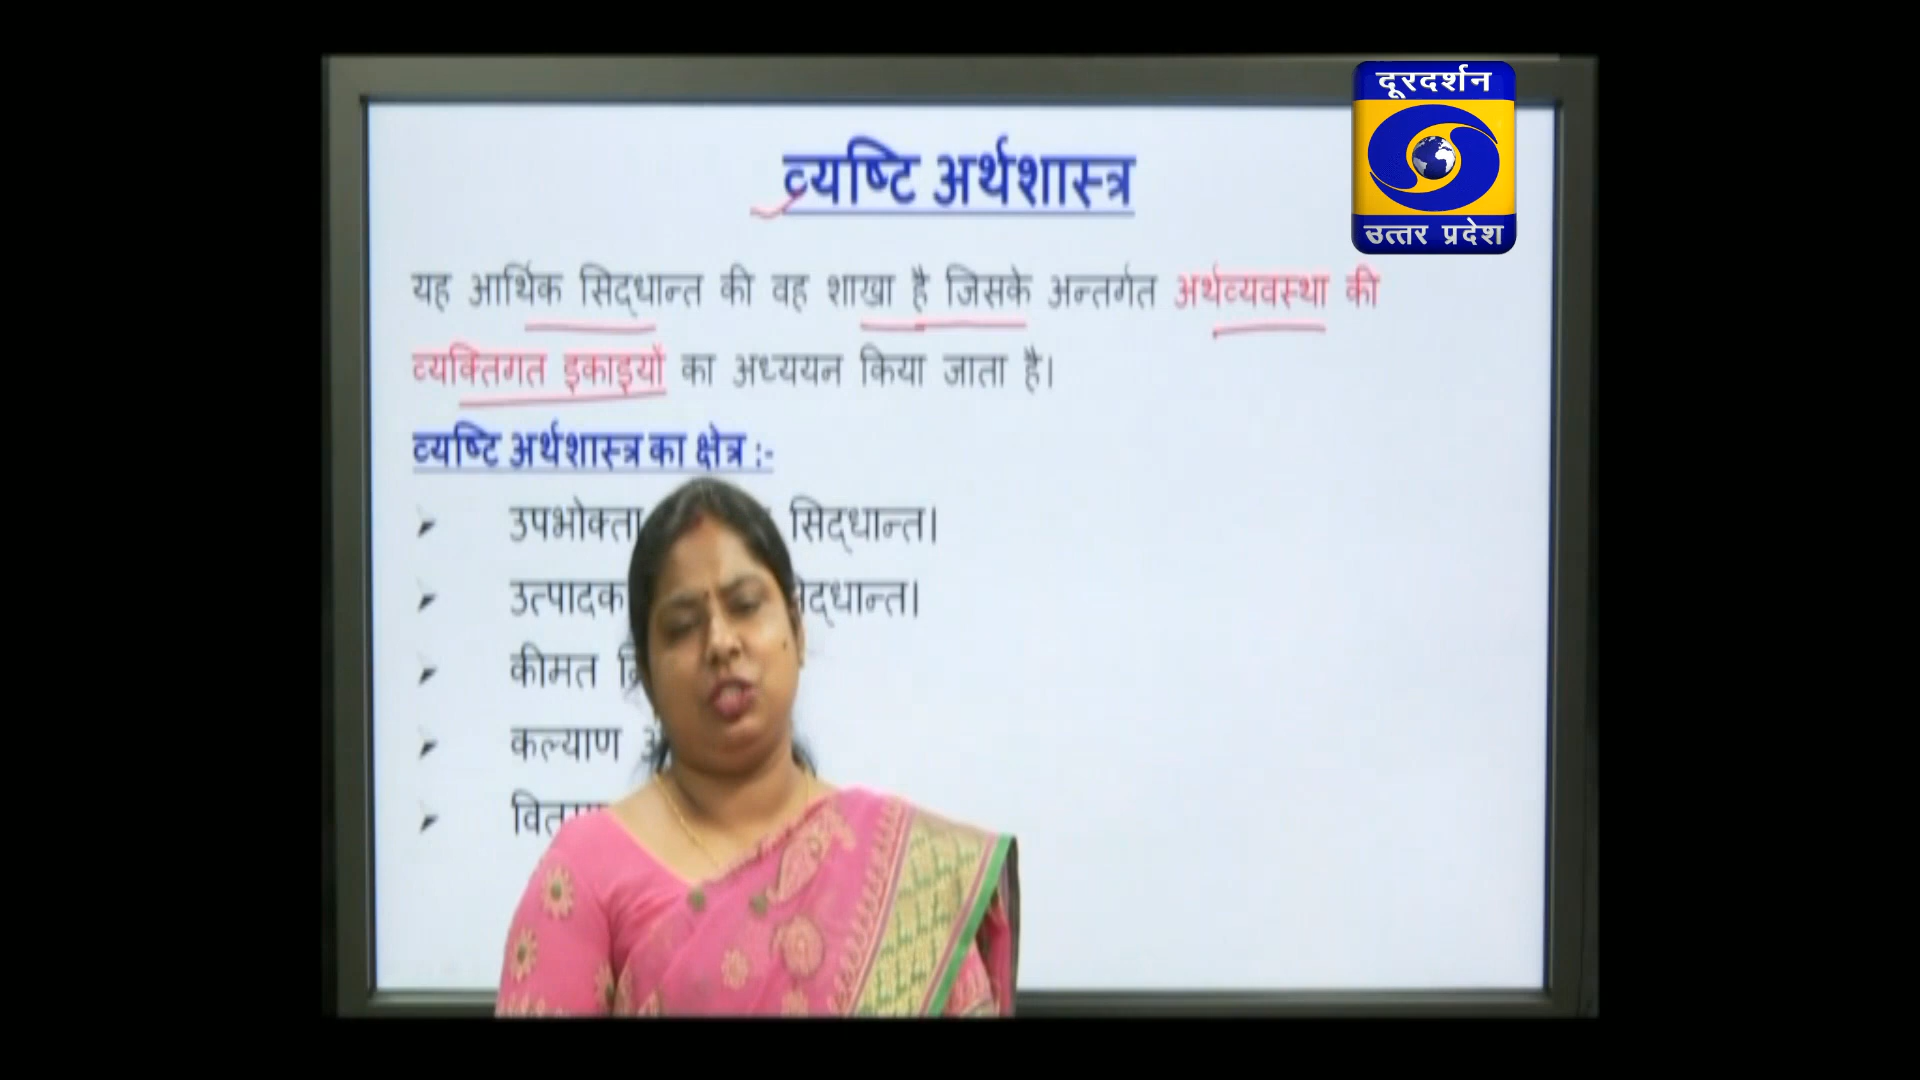 दूरदर्शन
उत्तर प्रदेश
व्यष्टि अर्थशास्त्र
यह आर्थिक सिद्धान्त की वह शाखा है जिसके अन्तर्गत अर्थव्यवस्था की
व्यक्तिगत इकाइयों का अध्ययन किया जाता है।
व्यष्टि अर्थशास्त्र का क्षेत्र :-
उपभोक्ता सिद्धान्त।
उत्पादक
कीमत
कल्याण